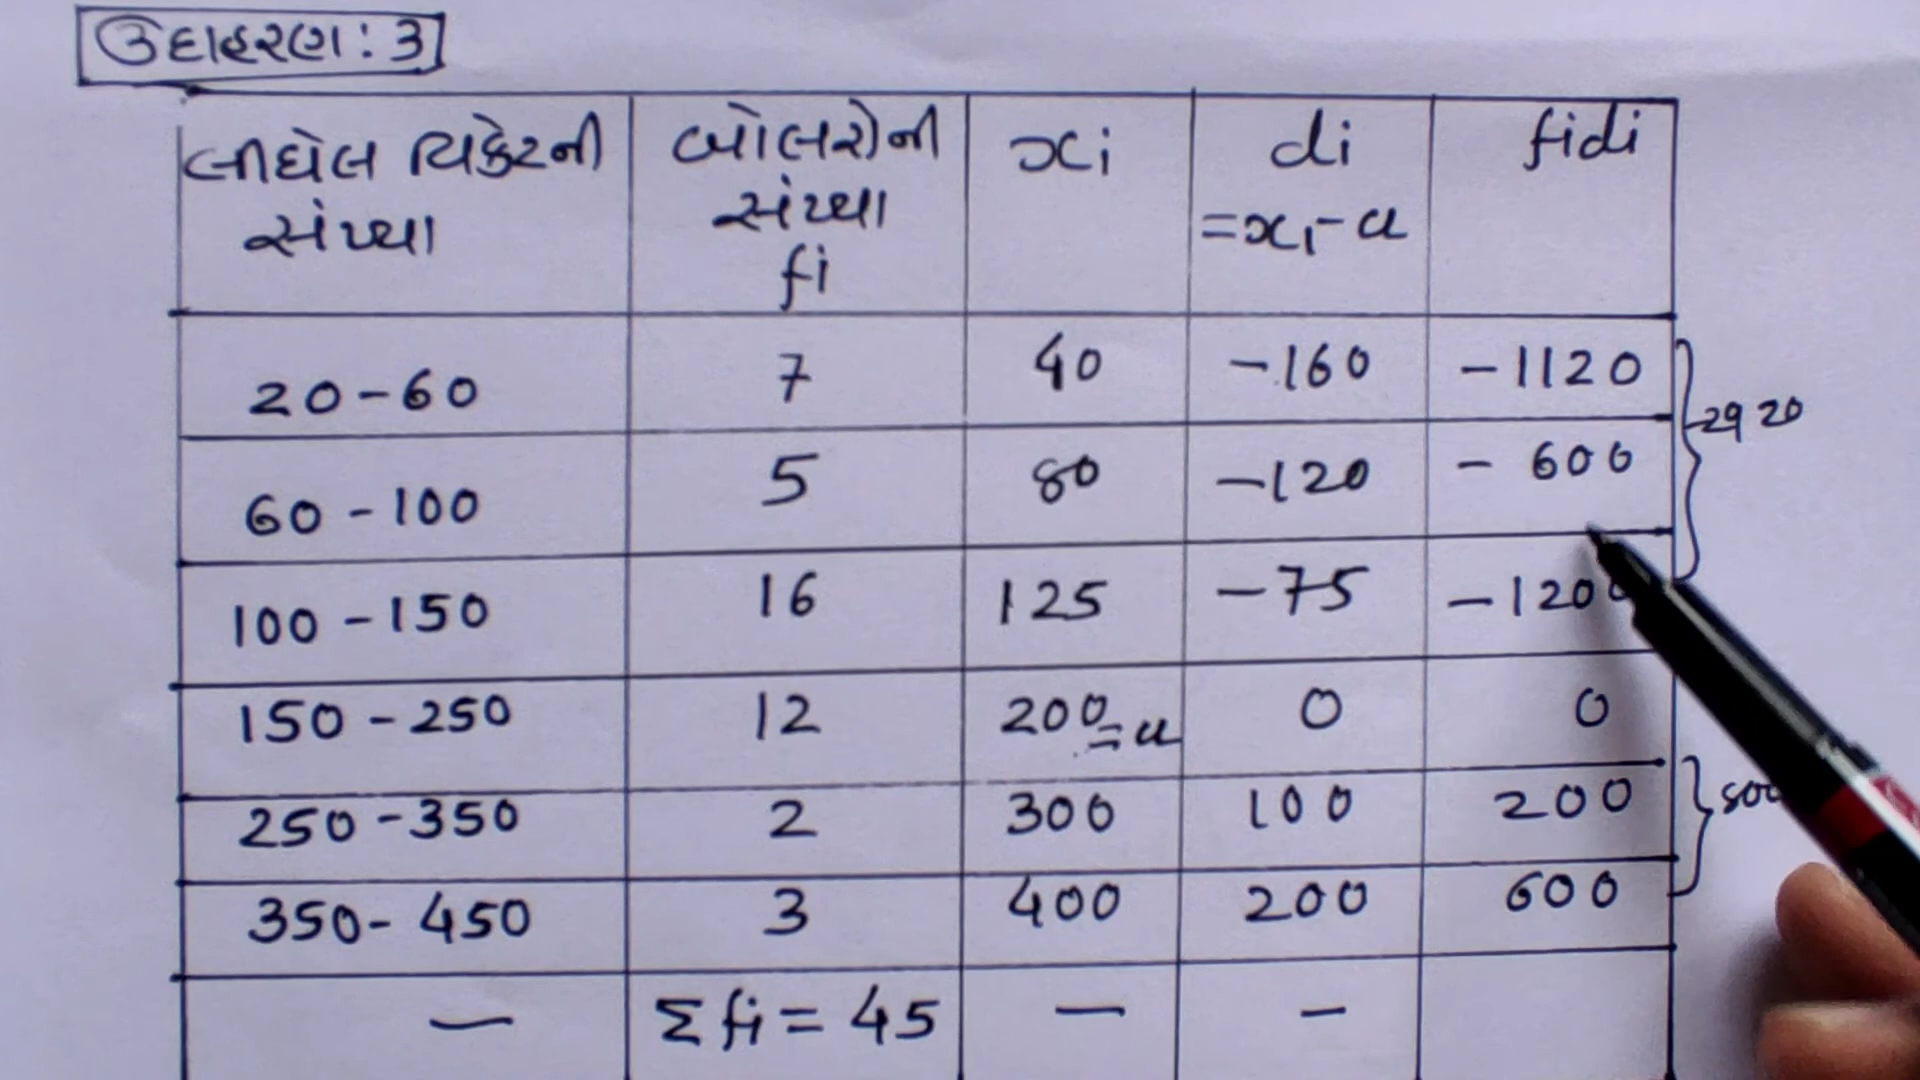 ઉદાહરણ: 3
લીધેલ વિકેટની સંખ્યા
બોલરોની સંખ્યા fi
xi
di = xi - a
fidi
20 - 60 7 40 -160 -1120
60 - 100 5 80 -120 - 600
100 - 150 16 125 -75 -1200
150 - 250 12 200 = a 0 0
250 - 350 2 300 100 200
350 - 450 3 400 200 600
— Σfi = 45 — —
-2920